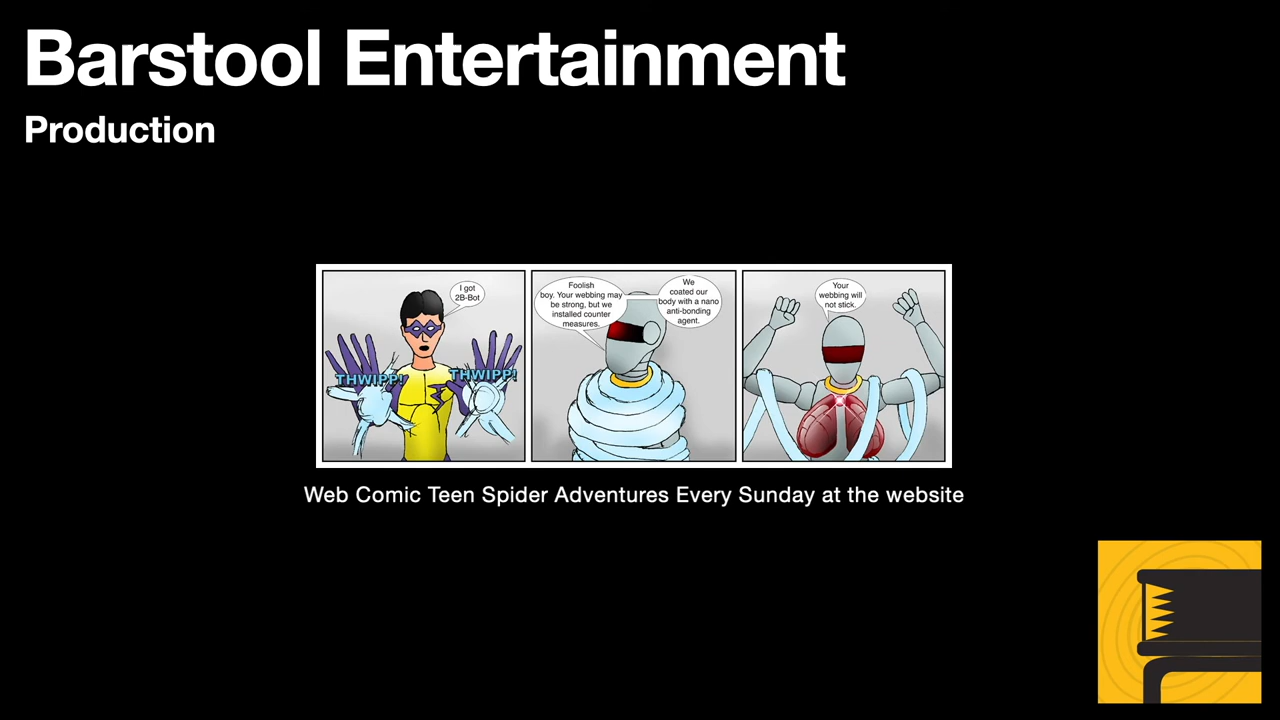 Barstool Entertainment
Production
I got
2B-Bot
THWIPP!
THWIPP!
Foolish
boy. Your webbing may
be strong, but we
installed counter
measures.
We
coated our
body with a nano
anti-bonding
agent.
Your
webbing will
not stick.
Web Comic Teen Spider Adventures Every Sunday at the website